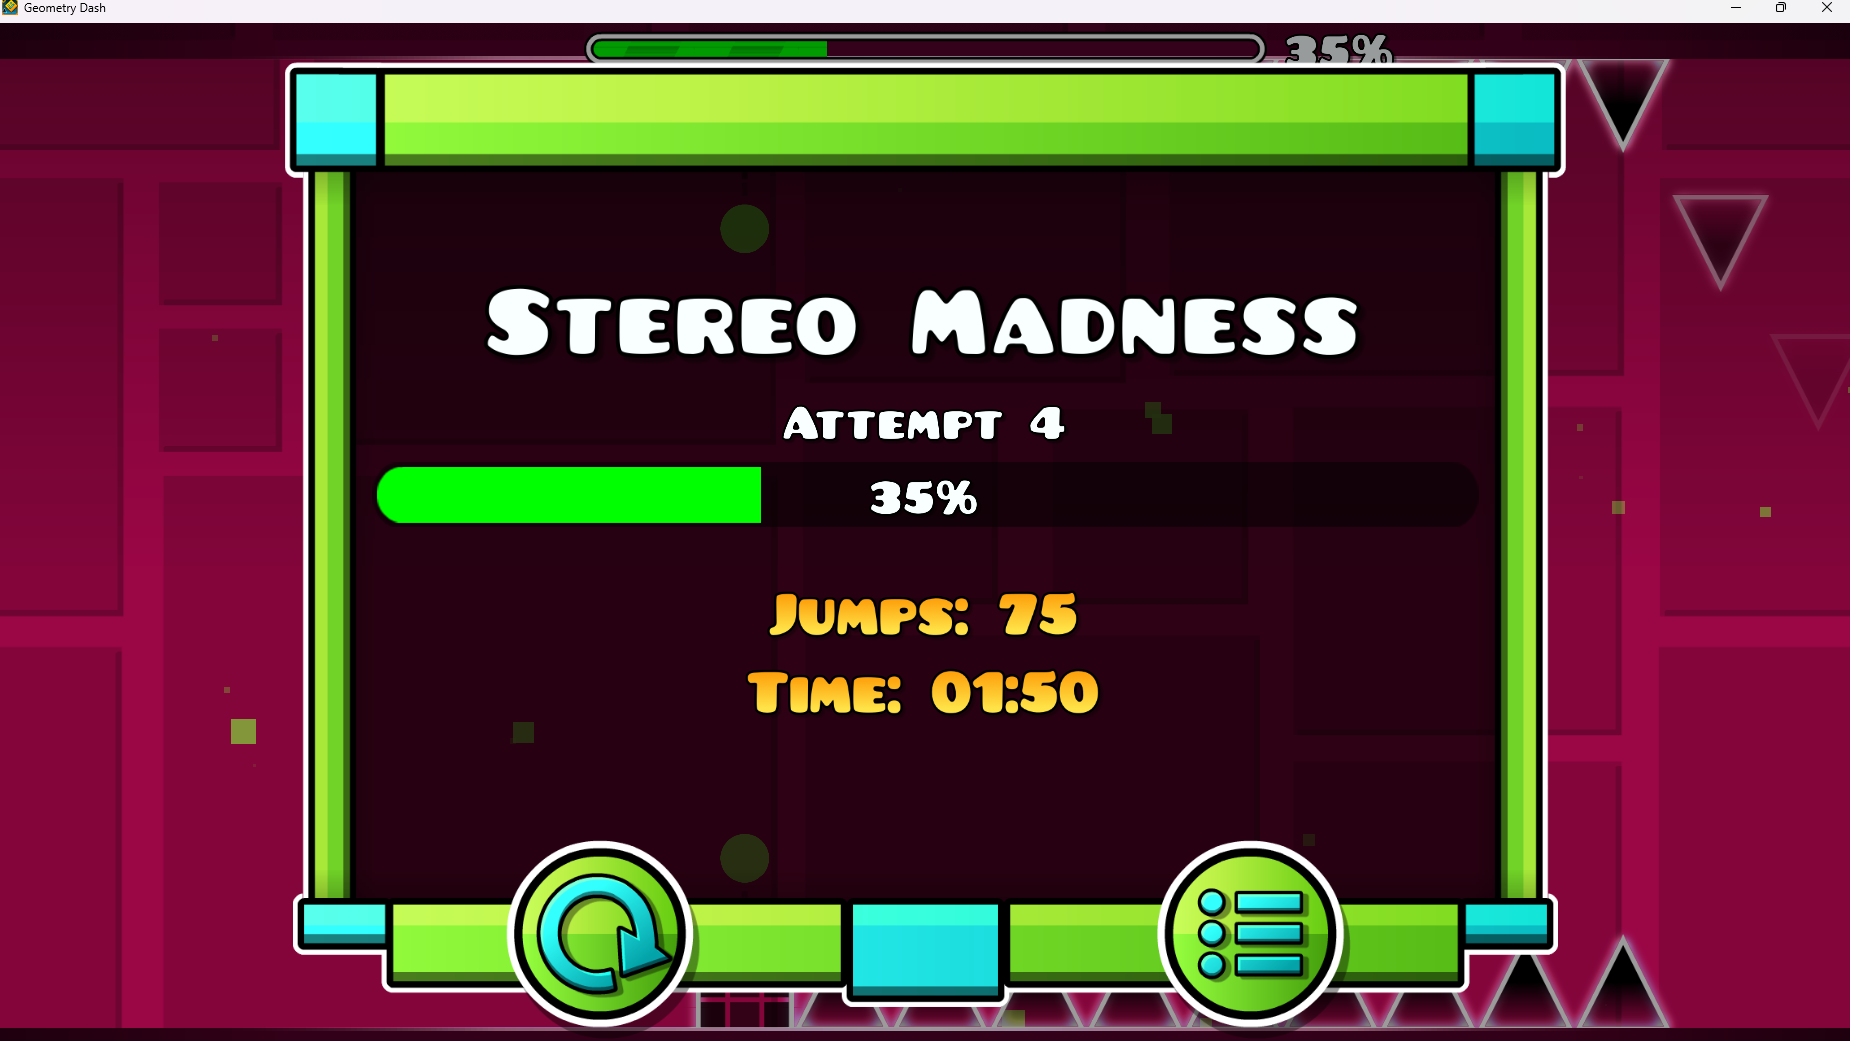 Geometry Dash
35%
Stereo Madness
Attempt 4
35%
Jumps: 75
Time: 01:50